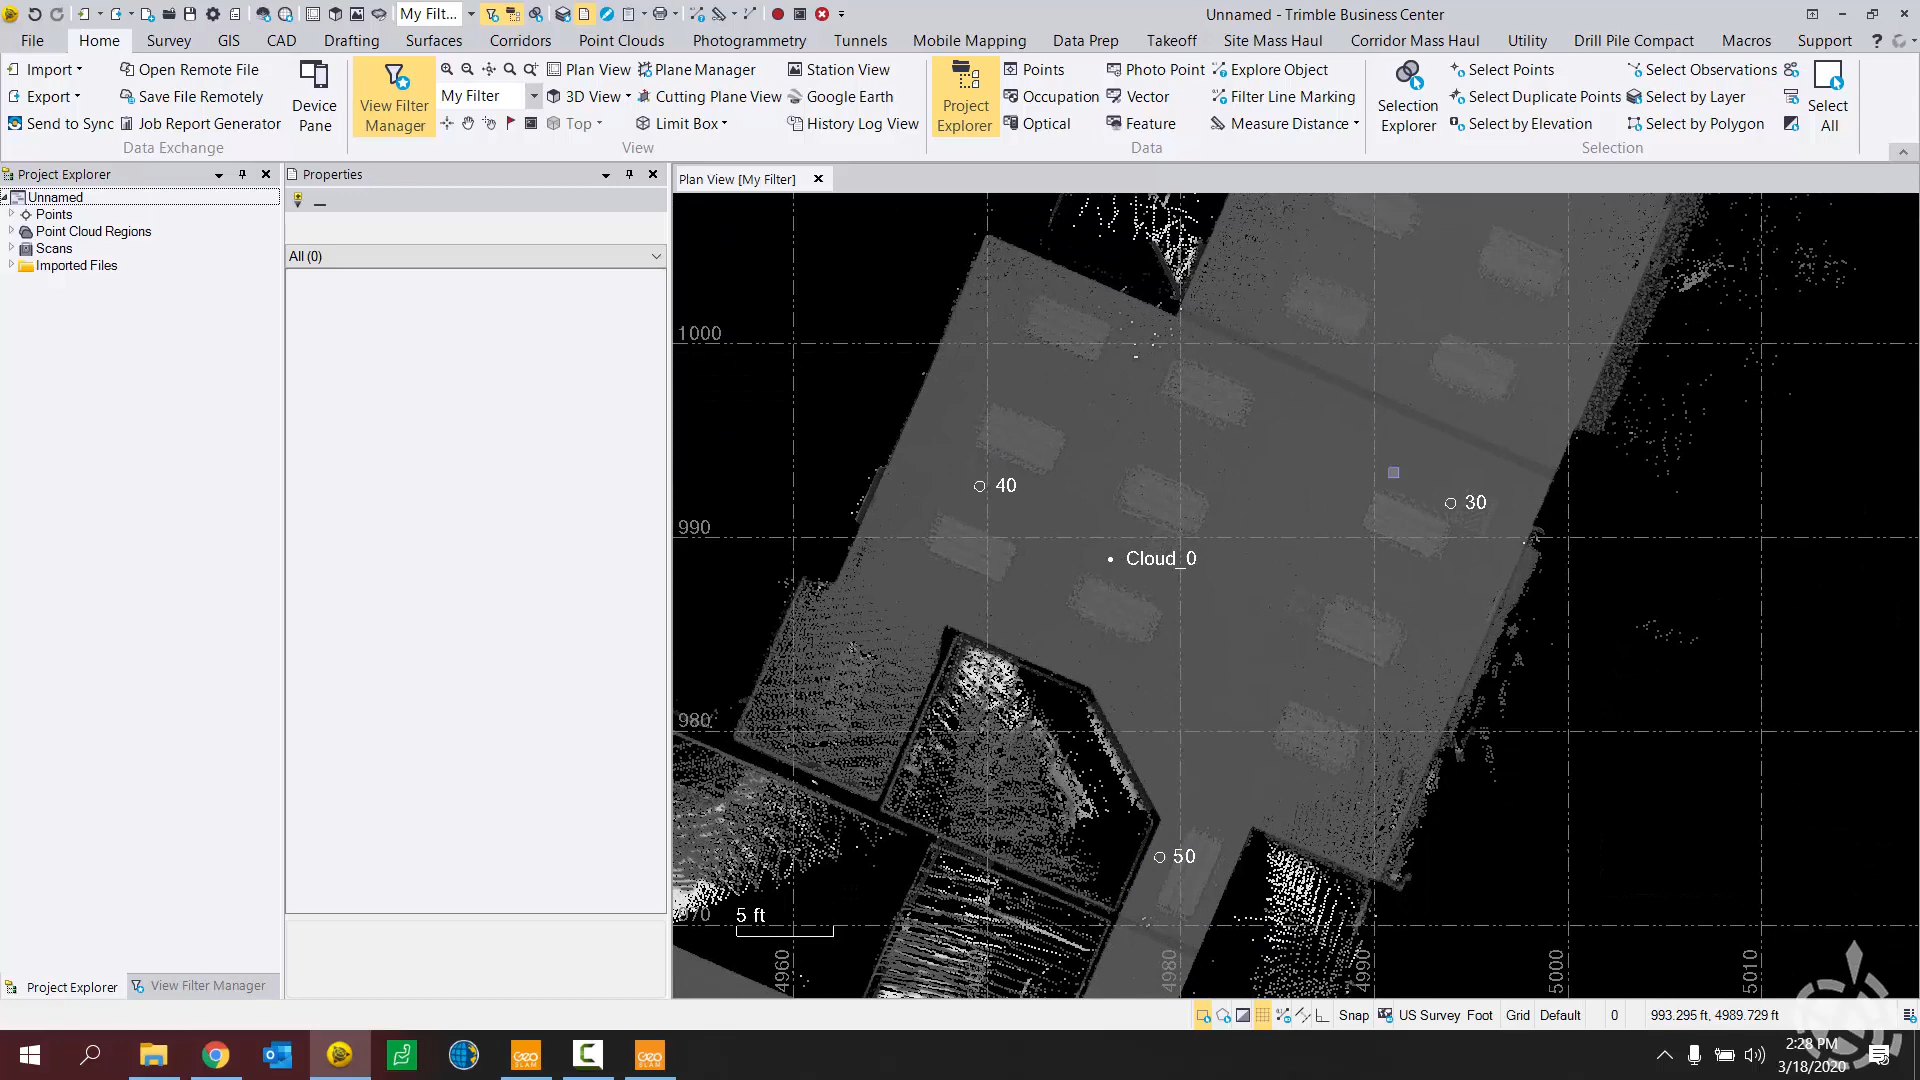 My Filt...
Unnamed - Trimble Business Center
File Home Survey GIS CAD Drafting Surfaces Corridors Point Clouds Photogrammetry Tunnels Mobile Mapping Data Prep Takeoff Site Mass Haul Corridor Mass Haul Utility Drill Pile Compact Macros Support ?
Import
Export
Send to Sync
Open Remote File
Save File Remotely
Job Report Generator
Data Exchange
Device
Pane
View Filter
Manager
My Filter
Plan View
3D View
Top
Plane Manager
Cutting Plane View
Limit Box
Station View
Google Earth
History Log View
View
Project
Explorer
Points
Occupation
Optical
Photo Point
Vector
Feature
Explore Object
Filter Line Marking
Measure Distance
Data
Selection
Explorer
Select Points
Select Duplicate Points
Select by Elevation
Select Observations
Select by Layer
Select by Polygon
Select
All
Selection
Project Explorer
Unnamed
Points
Point Cloud Regions
Scans
Imported Files
Properties
All (0)
Plan View [My Filter]
1000
40
30
990
Cloud_0
980
50
970
5 ft
4960
4980
4990
5000
5010
Project Explorer
View Filter Manager
Snap
US Survey Foot
Grid
Default
0
993.295 ft, 4989.729 ft
GEO
SLAM
GEO
SLAM
2:28 PM
3/18/2020